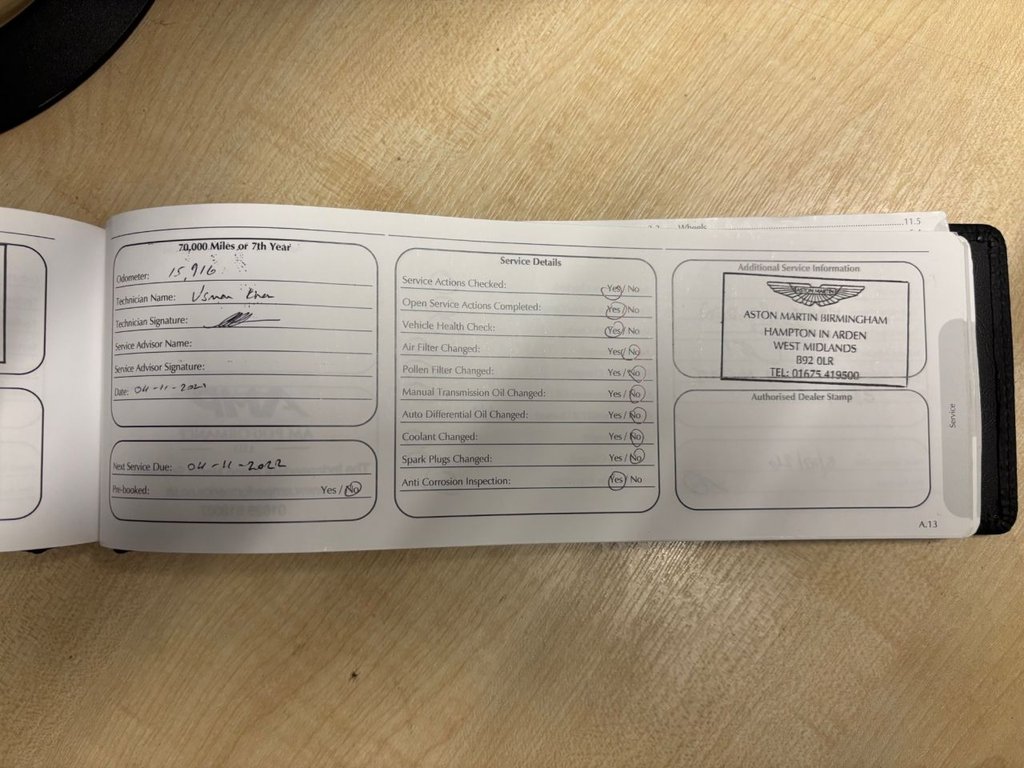 70,000 Miles or 7th Year
Odometer: 15,916
Technician Name: Usman Khan
Technician Signature:
Service Advisor Name:
Service Advisor Signature:
Date: 04-11-2021
Next Service Due: 04-11-2022
Pre-booked: Yes / No
Service Details
Service Actions Checked: Yes / No
Open Service Actions Completed: Yes / No
Vehicle Health Check: Yes / No
Air Filter Changed: Yes / No
Pollen Filter Changed: Yes / No
Manual Transmission Oil Changed: Yes / No
Auto Differential Oil Changed: Yes / No
Coolant Changed: Yes / No
Spark Plugs Changed: Yes / No
Anti Corrosion Inspection: Yes / No
Wheels 11.5
Additional Service Information
ASTON MARTIN
ASTON MARTIN BIRMINGHAM
HAMPTON IN ARDEN
WEST MIDLANDS
B92 0LR
TEL: 01675 419500
Authorised Dealer Stamp
Service
A.13